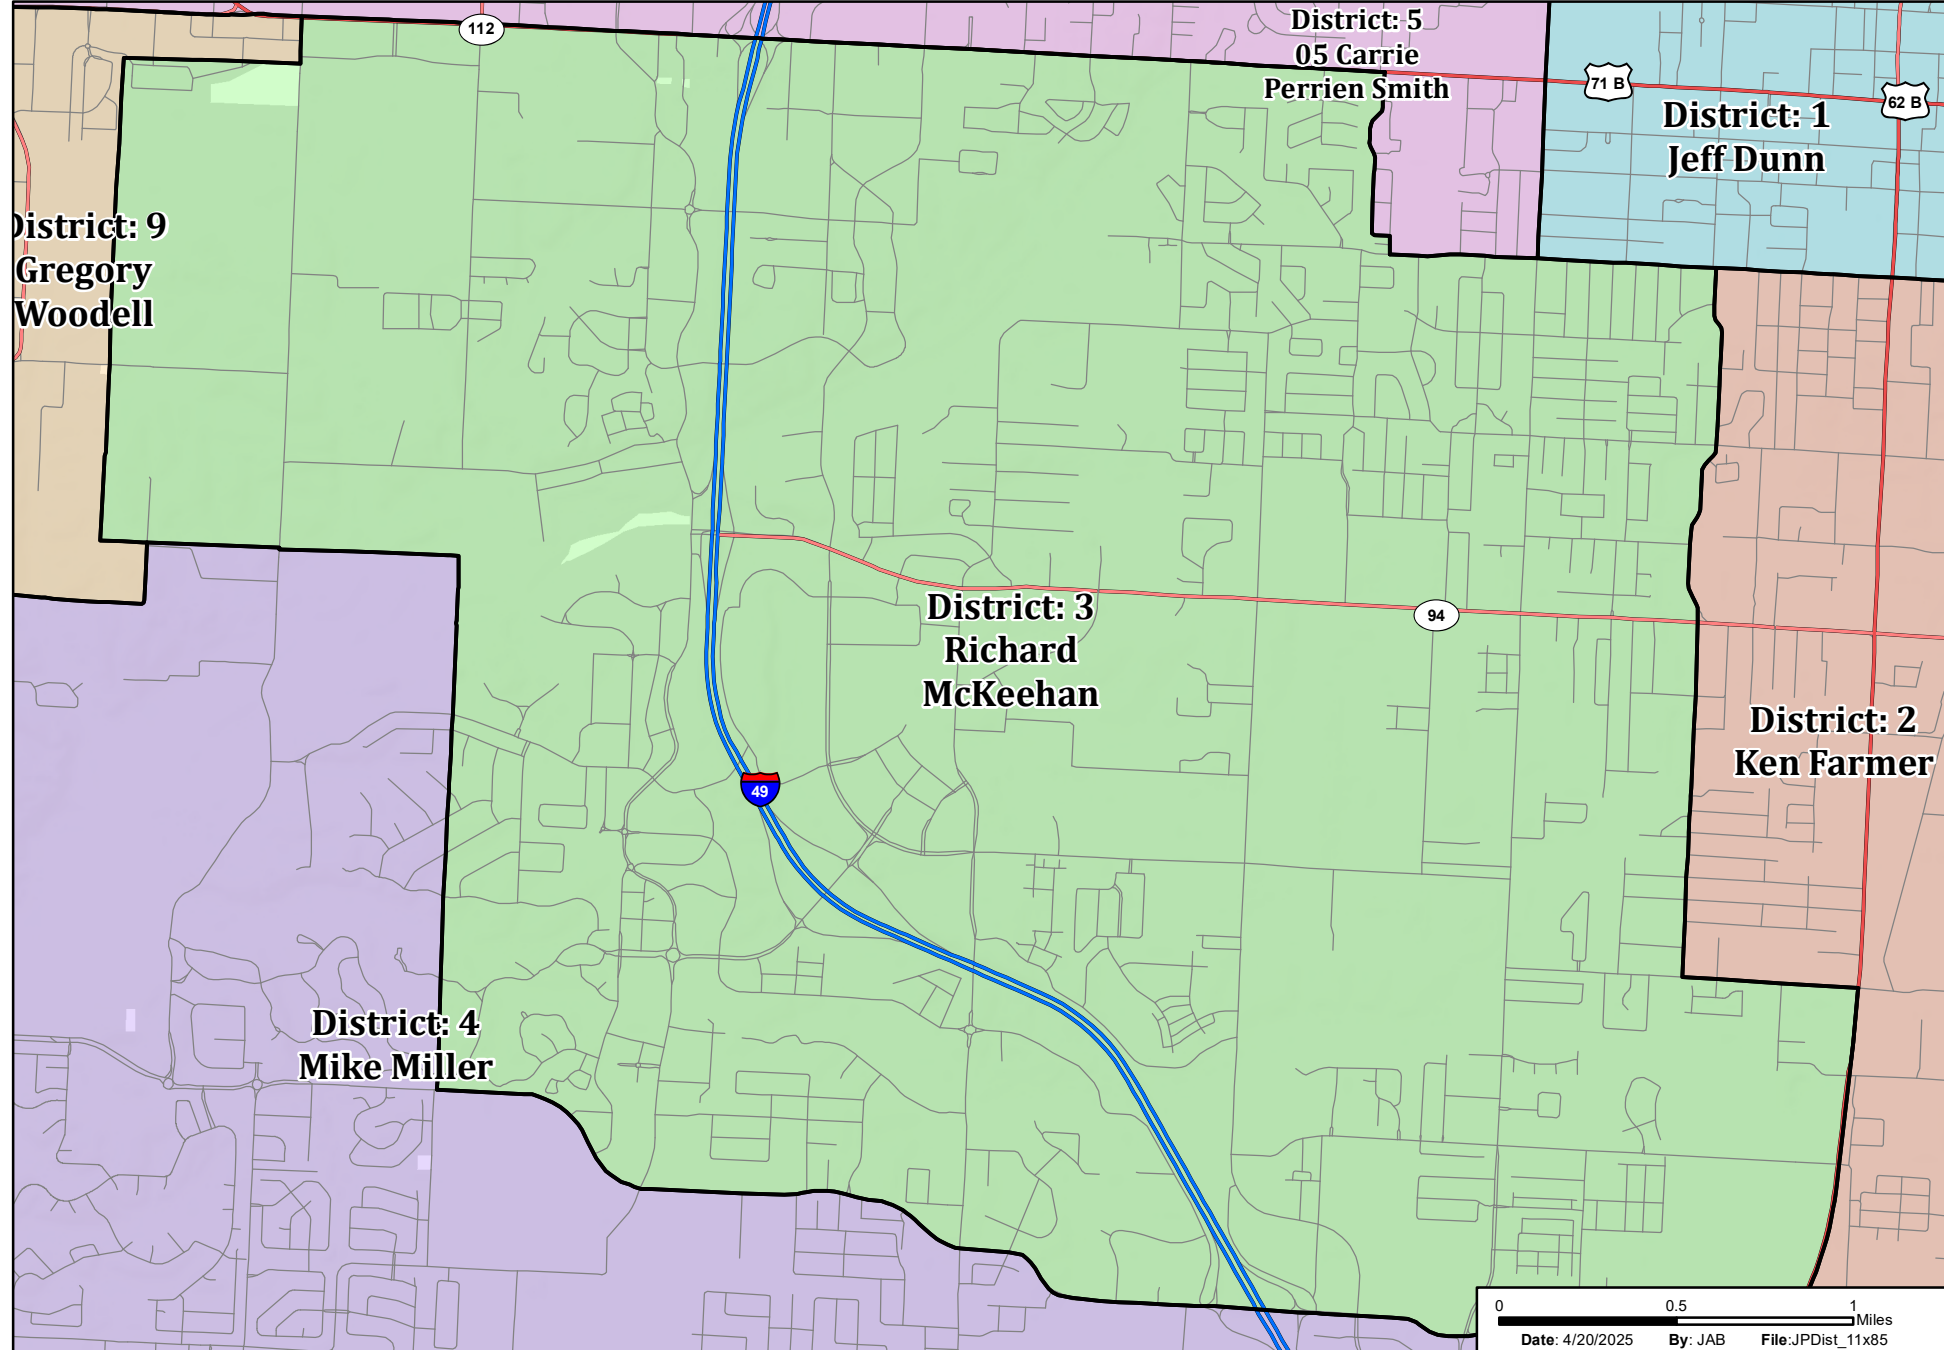 112
District: 5
05 Carrie
Perrien Smith
71 B
62 B
District: 1
Jeff Dunn
District: 9
Gregory
Woodell
District: 3
Richard
McKeehan
94
District: 2
Ken Farmer
49
District: 4
Mike Miller
0 0.5 1
Miles
Date: 4/20/2025 By: JAB File:JPDist_11x85